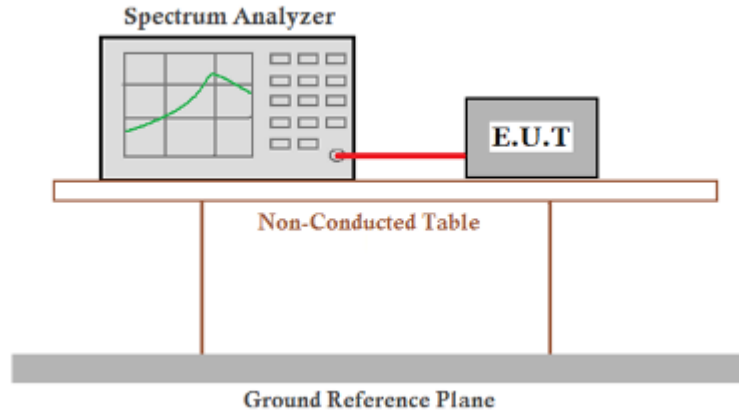 Spectrum Analyzer
E.U.T
Non-Conducted Table
Ground Reference Plane